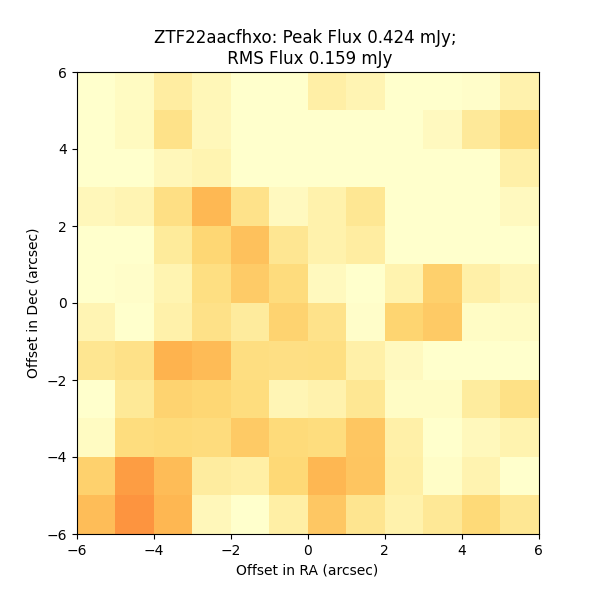 ZTF22aacfhxo: Peak Flux 0.424 mJy;
RMS Flux 0.159 mJy
6
4
2
0
−2
−4
−6
Offset in Dec (arcsec)
−6 −4 −2 0 2 4 6
Offset in RA (arcsec)